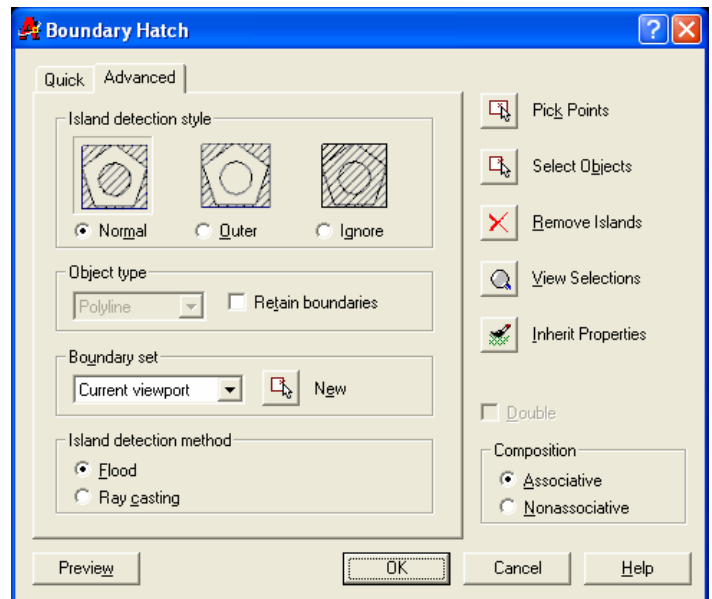 Boundary Hatch
Quick Advanced
Island detection style
Normal Outer Ignore
Object type
Polyline Retain boundaries
Boundary set
Current viewport New
Island detection method
Flood
Ray casting
Pick Points
Select Objects
Remove Islands
View Selections
Inherit Properties
Double
Composition
Associative
Nonassociative
Preview OK Cancel Help